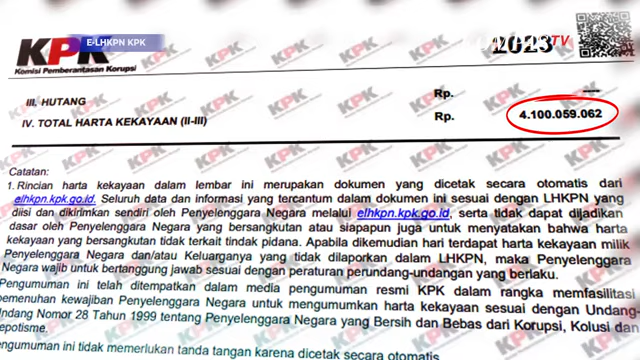 E-LHKPN KPK
2023
TV
KPK
Komisi Pemberantasan Korupsi
III. HUTANG Rp. ----
IV. TOTAL HARTA KEKAYAAN (II-III) Rp. 4.100.059.062
Catatan:
1. Rincian harta kekayaan dalam lembar ini merupakan dokumen yang dicetak secara otomatis dari
elhkpn.kpk.go.id. Seluruh data dan informasi yang tercantum dalam dokumen ini sesuai dengan LHKPN yang
diisi dan dikirimkan sendiri oleh Penyelenggara Negara melalui elhkpn.kpk.go.id, serta tidak dapat dijadikan
dasar oleh Penyelenggara Negara yang bersangkutan atau siapapun juga untuk menyatakan bahwa harta
kekayaan yang bersangkutan tidak terkait tindak pidana. Apabila dikemudian hari terdapat harta kekayaan milik
Penyelenggara Negara dan/atau Keluarganya yang tidak dilaporkan dalam LHKPN, maka Penyelenggara
Negara wajib untuk bertanggung jawab sesuai dengan peraturan perundang-undangan yang berlaku.
Pengumuman ini telah ditempatkan dalam media pengumuman resmi KPK dalam rangka memfasilitasi
pemenuhan kewajiban Penyelenggara Negara untuk mengumumkan harta kekayaan sesuai dengan Undang-
Undang Nomor 28 Tahun 1999 tentang Penyelenggara Negara yang Bersih dan Bebas dari Korupsi, Kolusi dan
epotisme.
engumuman ini tidak memerlukan tanda tangan karena dicetak secara otomatis.